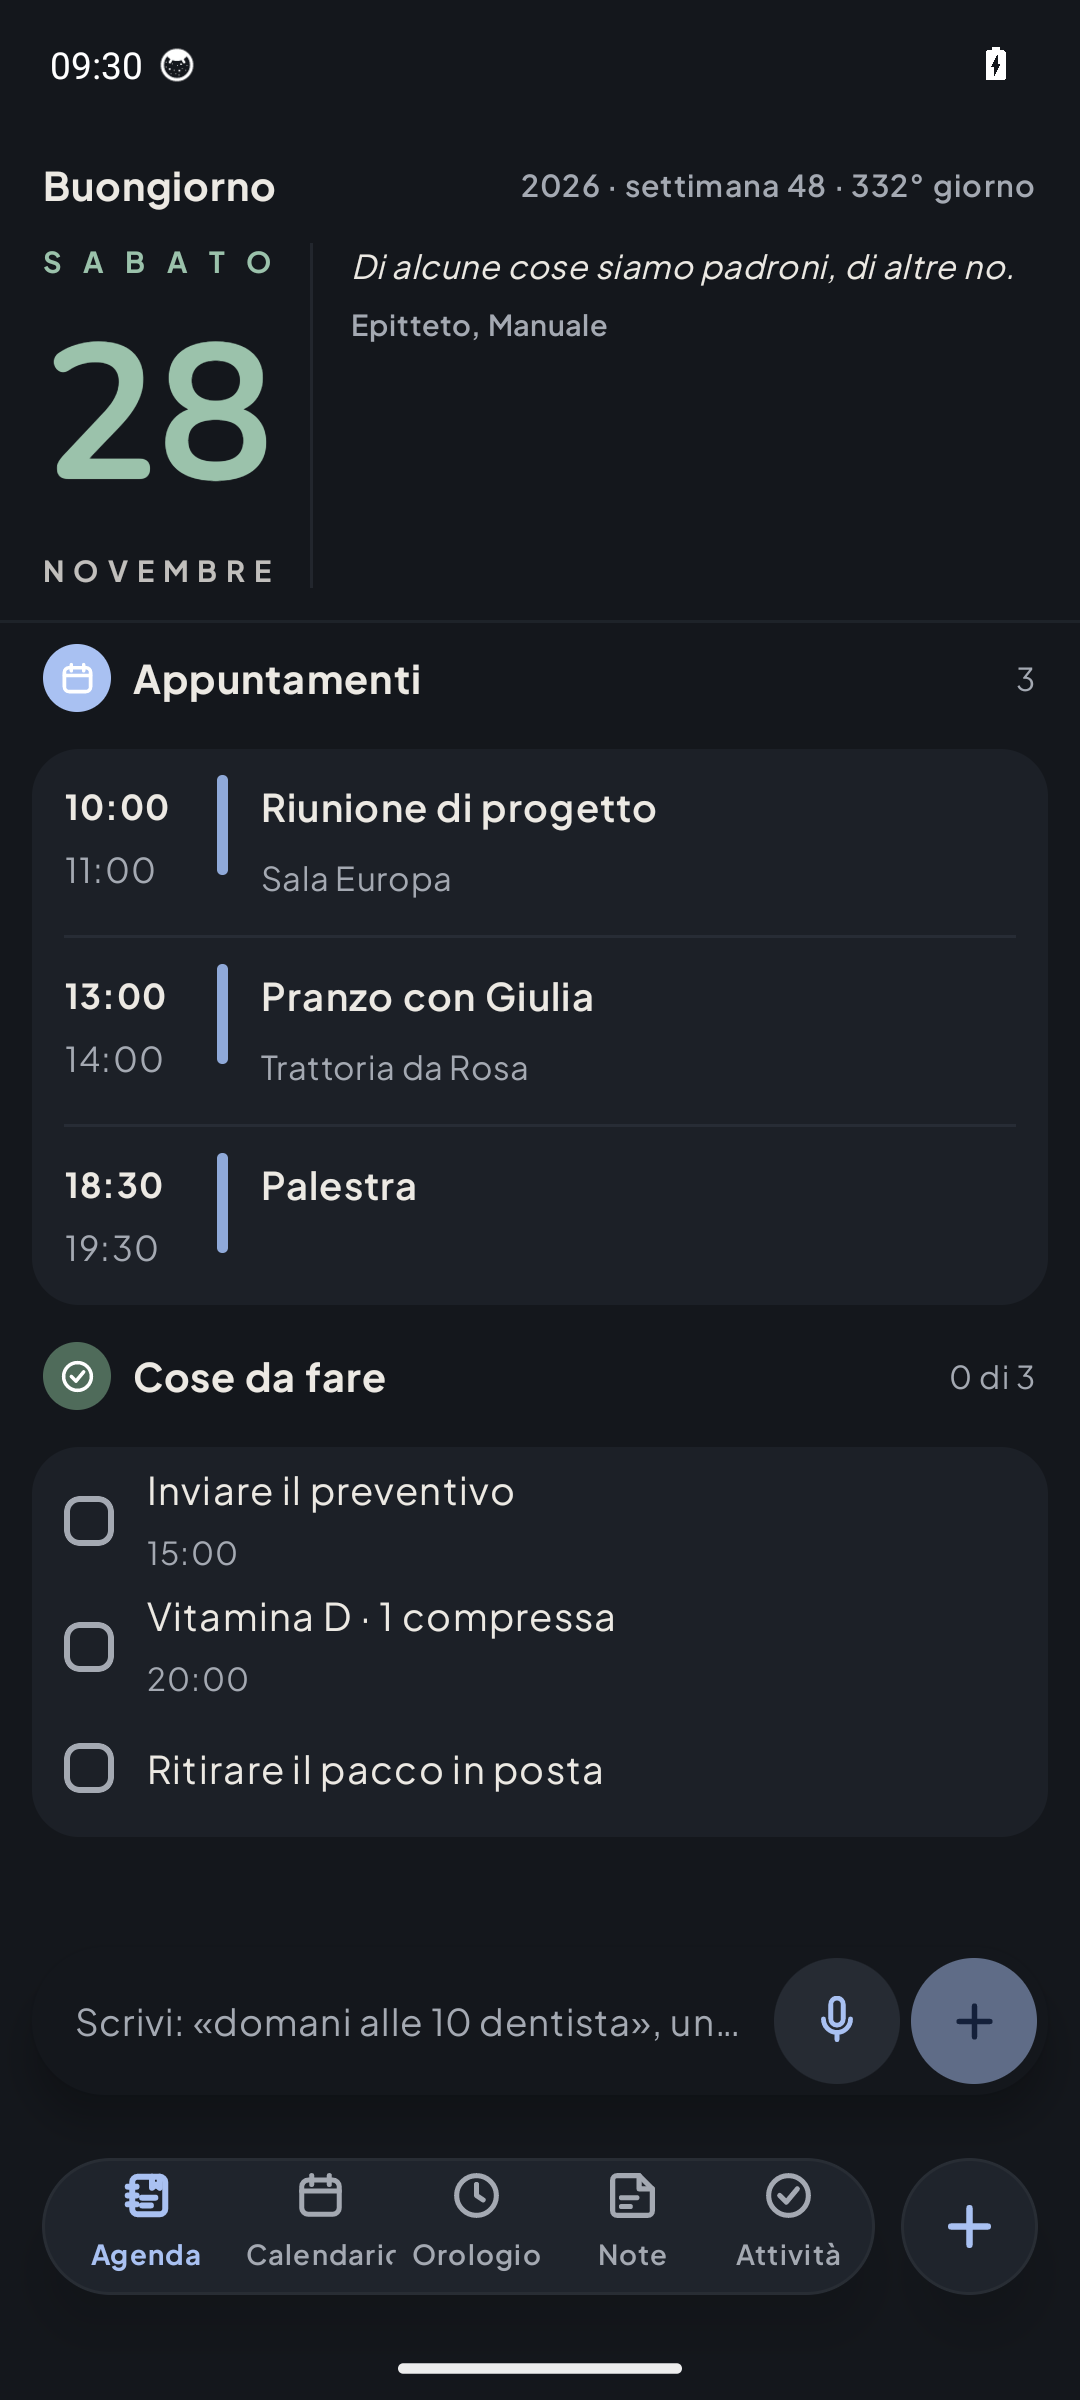 09:30
Buongiorno
2026 · settimana 48 · 332° giorno
SABATO
28
NOVEMBRE
Di alcune cose siamo padroni, di altre no.
Epitteto, Manuale
Appuntamenti
3
10:00
11:00
Riunione di progetto
Sala Europa
13:00
14:00
Pranzo con Giulia
Trattoria da Rosa
18:30
19:30
Palestra
Cose da fare
0 di 3
Inviare il preventivo
15:00
Vitamina D · 1 compressa
20:00
Ritirare il pacco in posta
Scrivi: «domani alle 10 dentista», un...
Agenda
Calendario
Orologio
Note
Attività